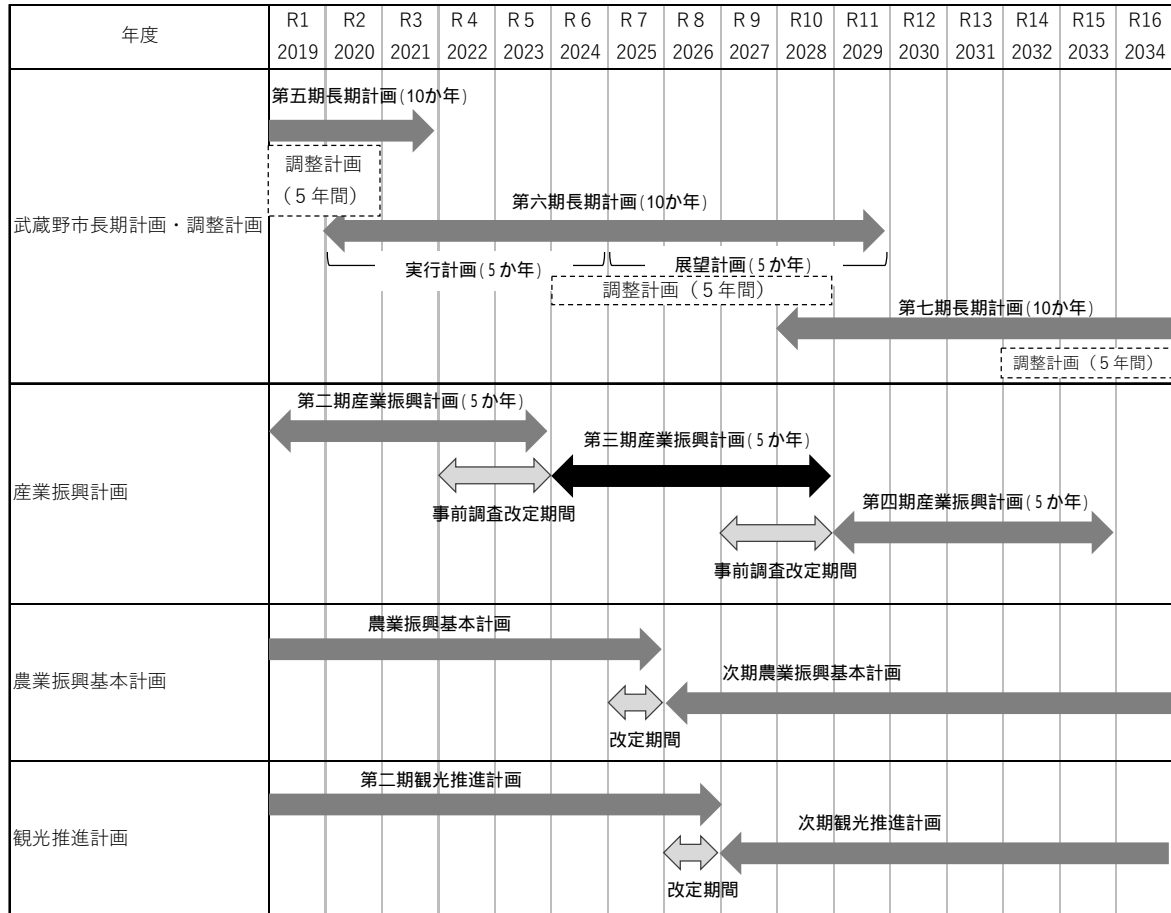 年度
R1 R2 R3 R4 R5 R6 R7 R8 R9 R10 R11 R12 R13 R14 R15 R16
2019 2020 2021 2022 2023 2024 2025 2026 2027 2028 2029 2030 2031 2032 2033 2034
武蔵野市長期計画・調整計画
第五期長期計画(10か年)
調整計画
（5年間）
第六期長期計画(10か年)
実行計画(5か年)
展望計画(5か年)
調整計画（5年間）
第七期長期計画(10か年)
調整計画（5年間）
産業振興計画
第二期産業振興計画(5か年)
第三期産業振興計画(5か年)
事前調査改定期間
第四期産業振興計画(5か年)
事前調査改定期間
農業振興基本計画
農業振興基本計画
次期農業振興基本計画
改定期間
観光推進計画
第二期観光推進計画
次期観光推進計画
改定期間